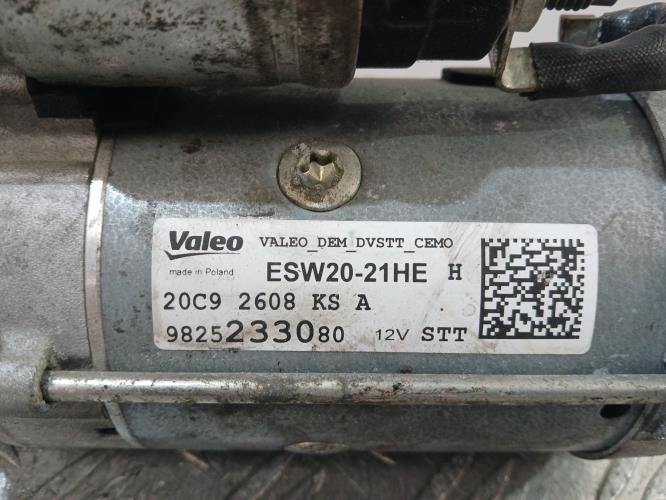 Valeo VALEO_DEM_DVSTT_CEMO
made in Poland ESW20-21HE H
20C9 2608 KS A
9825233080 12V STT